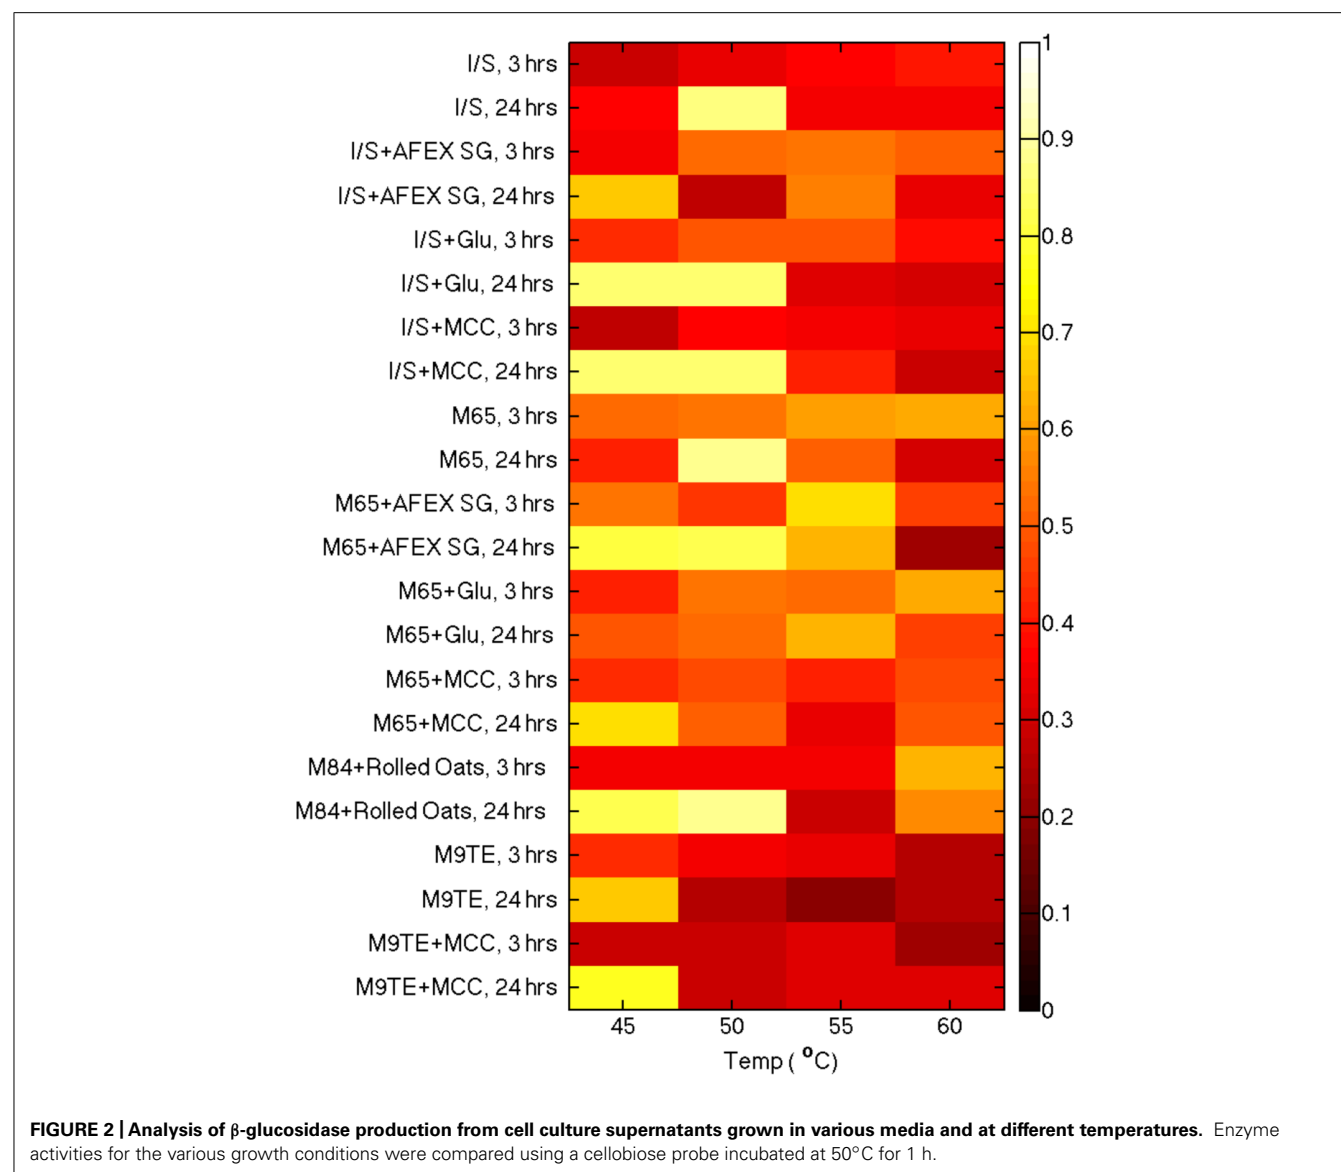 I/S, 3 hrs
I/S, 24 hrs
I/S+AFEX SG, 3 hrs
I/S+AFEX SG, 24 hrs
I/S+Glu, 3 hrs
I/S+Glu, 24 hrs
I/S+MCC, 3 hrs
I/S+MCC, 24 hrs
M65, 3 hrs
M65, 24 hrs
M65+AFEX SG, 3 hrs
M65+AFEX SG, 24 hrs
M65+Glu, 3 hrs
M65+Glu, 24 hrs
M65+MCC, 3 hrs
M65+MCC, 24 hrs
M84+Rolled Oats, 3 hrs
M84+Rolled Oats, 24 hrs
M9TE, 3 hrs
M9TE, 24 hrs
M9TE+MCC, 3 hrs
M9TE+MCC, 24 hrs
45 50 55 60
Temp ( °C)
1
0.9
0.8
0.7
0.6
0.5
0.4
0.3
0.2
0.1
0
FIGURE 2 | Analysis of β-glucosidase production from cell culture supernatants grown in various media and at different temperatures. Enzyme
activities for the various growth conditions were compared using a cellobiose probe incubated at 50°C for 1 h.